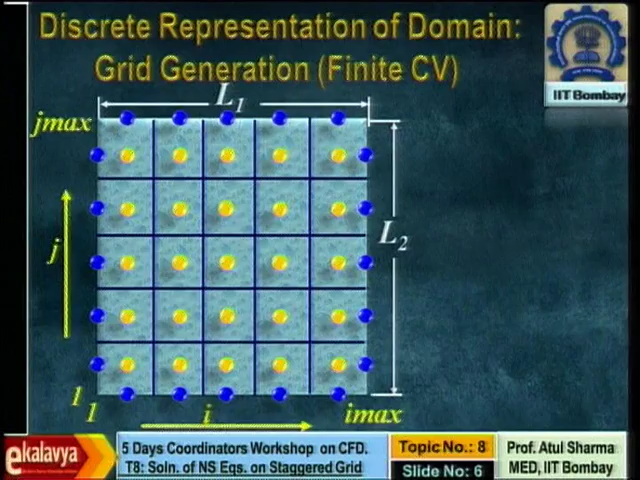 Discrete Representation of Domain:
Grid Generation (Finite CV)
IIT Bombay
L1
jmax
L2
j
1
1
i
imax
ekalavya
5 Days Coordinators Workshop on CFD.
T8: Soln. of NS Eqs. on Staggered Grid
Topic No.: 8
Slide No: 6
Prof. Atul Sharma
MED, IIT Bombay